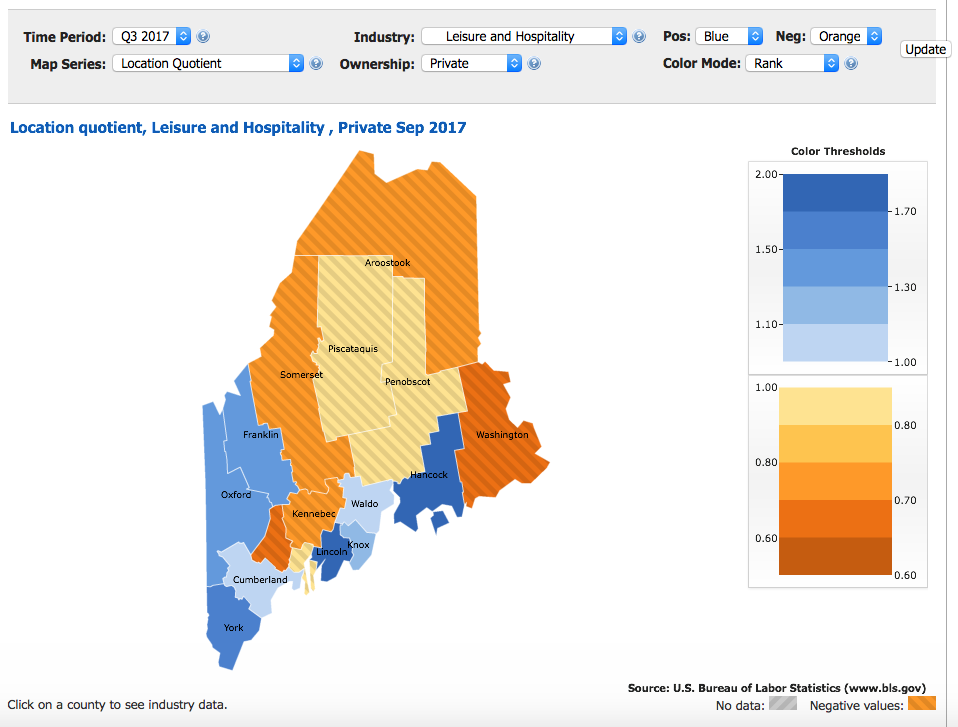 Time Period: Q3 2017 ? Industry: Leisure and Hospitality ? Pos: Blue Neg: Orange
Update
Map Series: Location Quotient ? Ownership: Private ? Color Mode: Rank ?
Location quotient, Leisure and Hospitality , Private Sep 2017
Color Thresholds
2.00
1.70
1.50
1.30
1.10
1.00
1.00
0.80
0.80
0.70
0.60
0.60
Aroostook
Piscataquis
Somerset
Penobscot
Franklin
Washington
Hancock
Oxford
Waldo
Kennebec
Knox
Lincoln
Cumberland
York
Source: U.S. Bureau of Labor Statistics (www.bls.gov)
Click on a county to see industry data.
No data: Negative values: